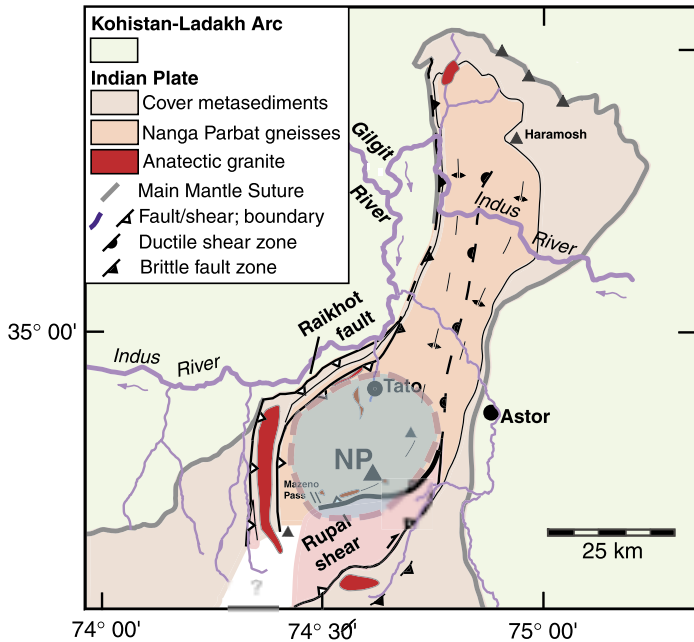 Kohistan-Ladakh Arc
Indian Plate
Cover metasediments
Nanga Parbat gneisses
Anatectic granite
Main Mantle Suture
Fault/shear; boundary
Ductile shear zone
Brittle fault zone
Gilgit
River
Haramosh
Indus
River
Raikhot
fault
35° 00'
Indus
River
Tato
Astor
NP
Mazeno
Pass
Rupal
shear
?
25 km
74° 00'
74° 30'
75° 00'